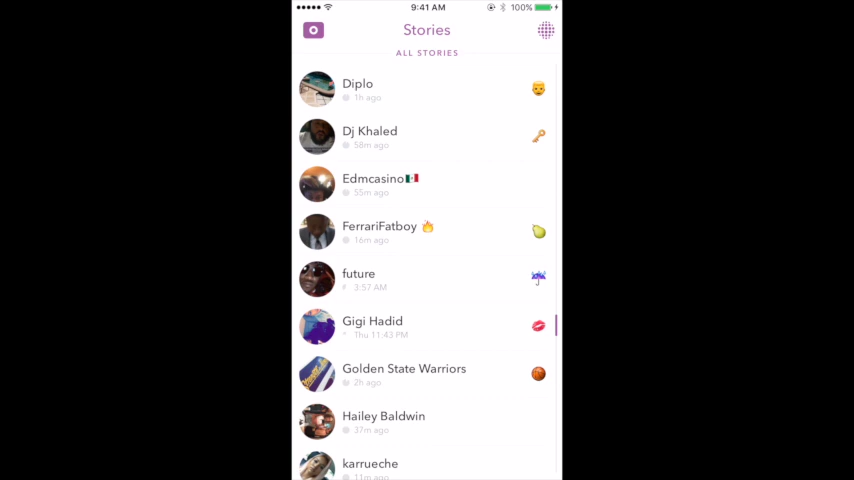 9:41 AM 100%
Stories
ALL STORIES
Diplo
1h ago
Dj Khaled
58m ago
Edmcasino🇲🇽
55m ago
FerrariFatboy 🔥
16m ago
future
3:57 AM
Gigi Hadid
Thu 11:43 PM
Golden State Warriors
2h ago
Hailey Baldwin
37m ago
karrueche
11m ago